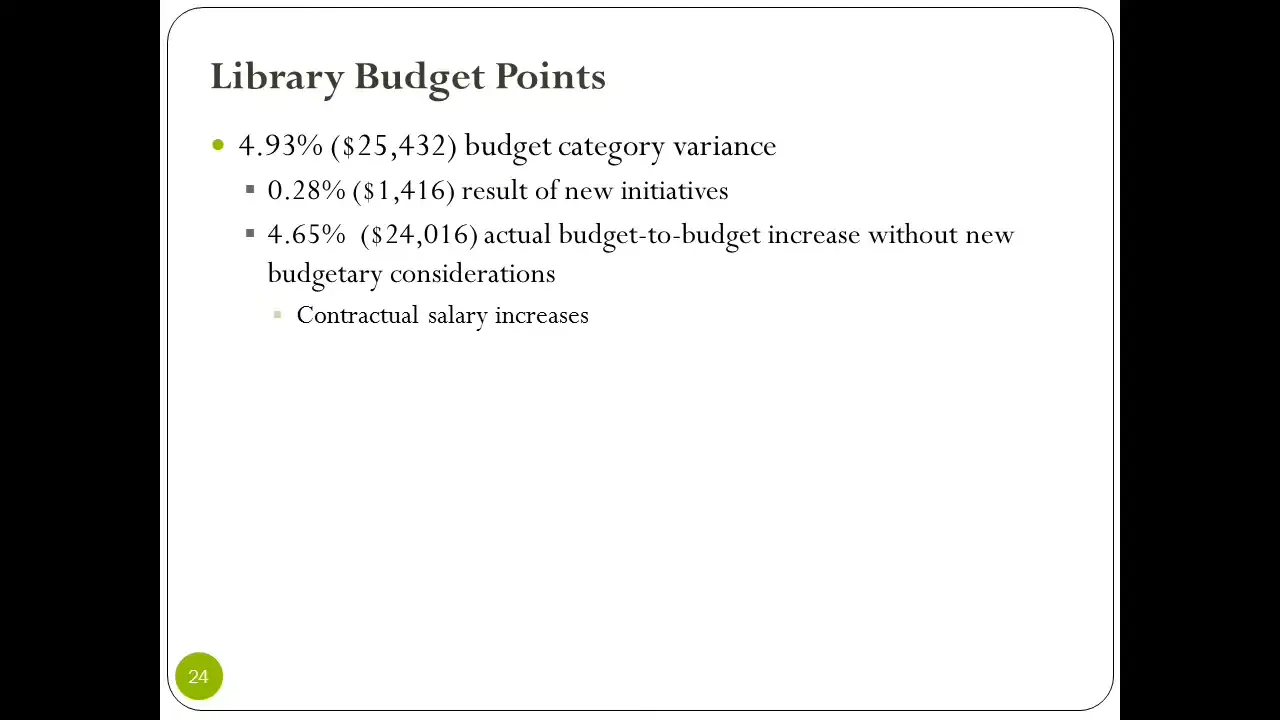 Library Budget Points
4.93% ($25,432) budget category variance
0.28% ($1,416) result of new initiatives
4.65% ($24,016) actual budget-to-budget increase without new
budgetary considerations
Contractual salary increases
24